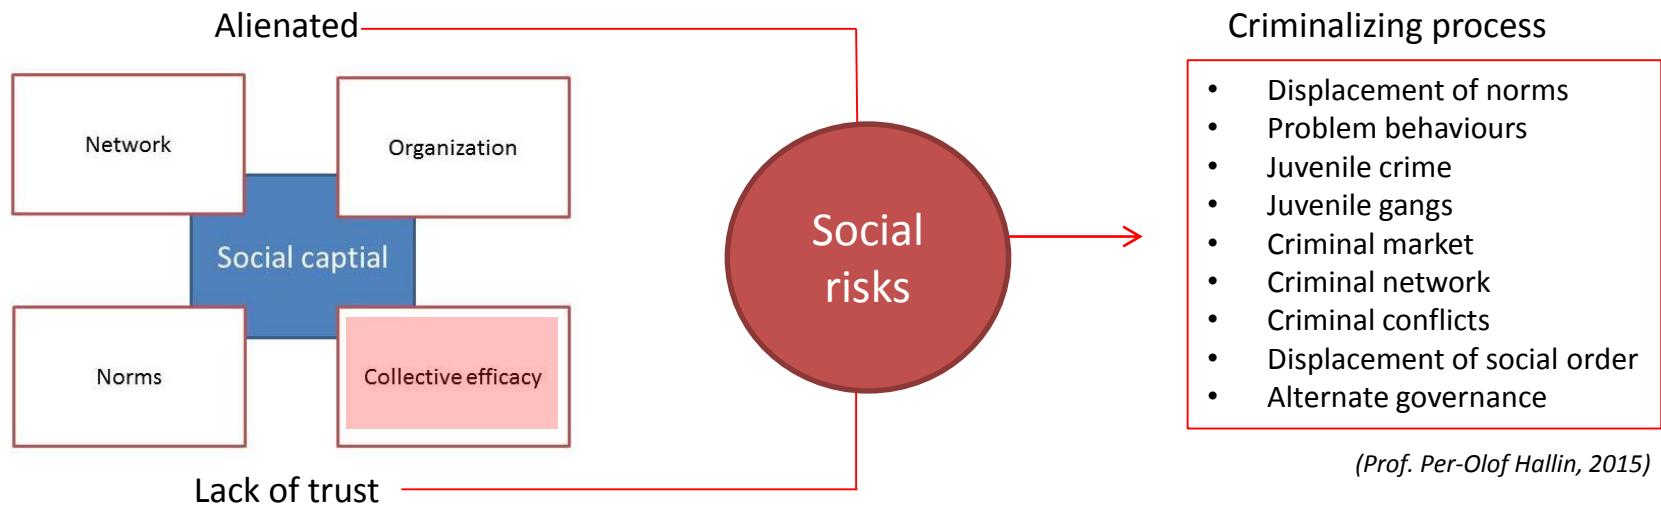 Alienated
Network
Organization
Social captial
Norms
Collective efficacy
Lack of trust
Social
risks
Criminalizing process
• Displacement of norms
• Problem behaviours
• Juvenile crime
• Juvenile gangs
• Criminal market
• Criminal network
• Criminal conflicts
• Displacement of social order
• Alternate governance
(Prof. Per-Olof Hallin, 2015)